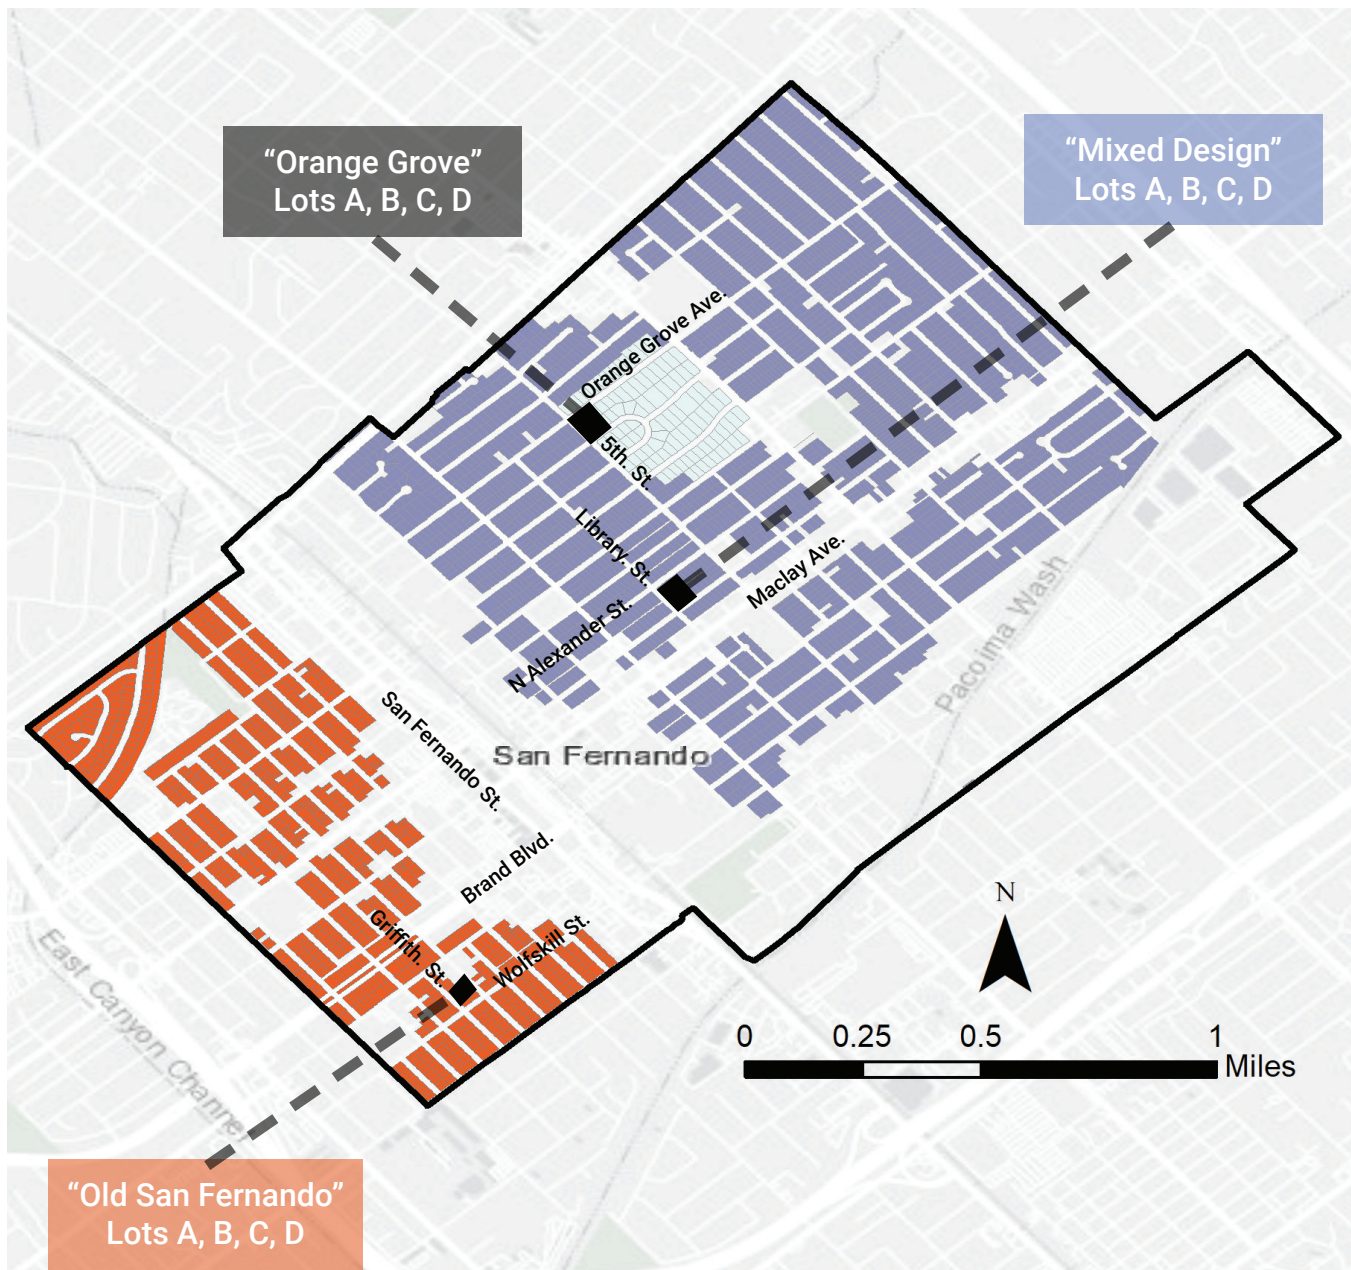 “Orange Grove”
Lots A, B, C, D
“Mixed Design”
Lots A, B, C, D
Orange Grove Ave.
5th. St.
Library. St.
Maclay Ave.
N Alexander St.
Pacoima Wash
San Fernando St.
San Fernando
Brand Blvd.
Griffith. St.
Wolfskill St.
East Canyon Channel
N
0 0.25 0.5 1
Miles
“Old San Fernando”
Lots A, B, C, D